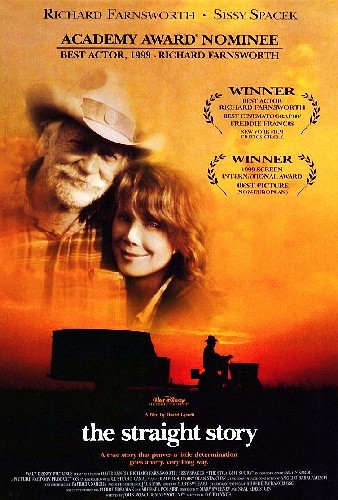 RICHARD FARNSWORTH • SISSY SPACEK
ACADEMY AWARD® NOMINEE
BEST ACTOR, 1999 - RICHARD FARNSWORTH
WINNER
BEST ACTOR
RICHARD FARNSWORTH
BEST CINEMATOGRAPHY
FREDDIE FRANCIS
NEW YORK FILM
CRITICS CIRCLE
WINNER
1999 SCREEN
INTERNATIONAL AWARD
BEST PICTURE
(NON-EUROPEAN)
WALT DISNEY
A Film by David Lynch
the straight story
A true story that proves a little determination
goes a very, very long way.